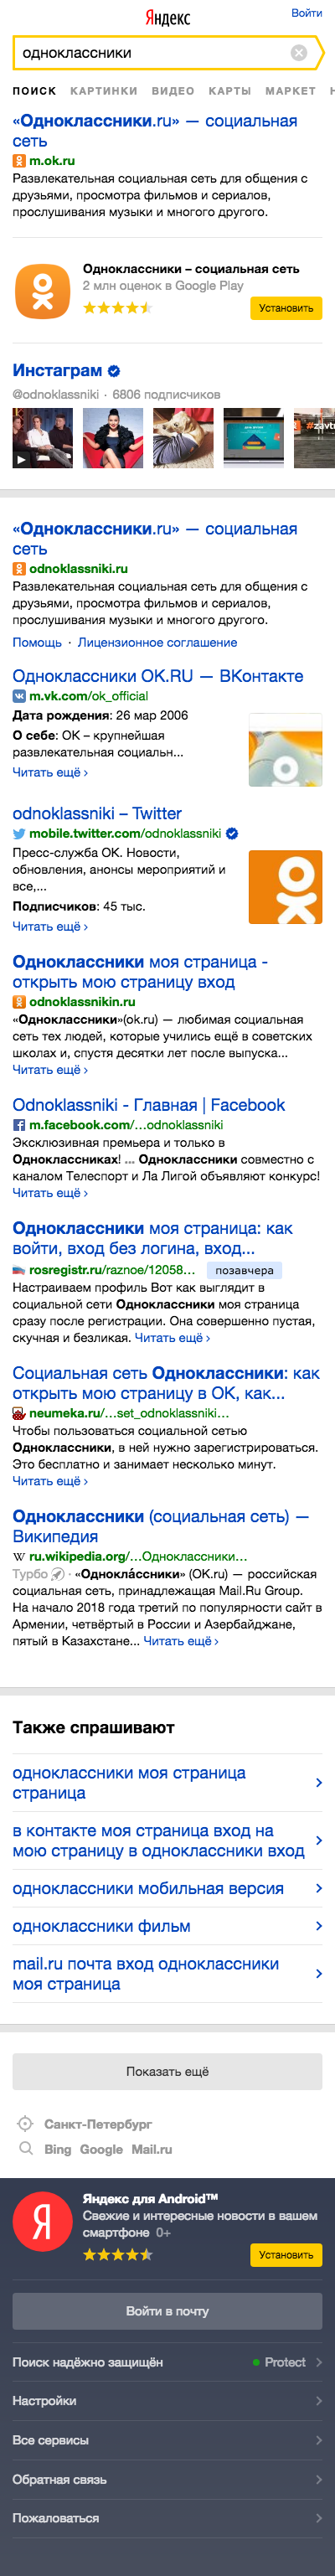 Яндекс
Войти
одноклассники
ПОИСК КАРТИНКИ ВИДЕО КАРТЫ МАРКЕТ
«Одноклассники.ru» — социальная
сеть
m.ok.ru
Развлекательная социальная сеть для общения с
друзьями, просмотра фильмов и сериалов,
прослушивания музыки и многого другого.
Одноклассники – социальная сеть
2 млн оценок в Google Play
Установить
Инстаграм
@odnoklassniki · 6806 подписчиков
«Одноклассники.ru» — социальная
сеть
odnoklassniki.ru
Развлекательная социальная сеть для общения с
друзьями, просмотра фильмов и сериалов,
прослушивания музыки и многого другого.
Помощь · Лицензионное соглашение
Одноклассники OK.RU — ВКонтакте
m.vk.com/ok_official
Дата рождения: 26 мар 2006
О себе: ОК – крупнейшая
развлекательная социальн...
Читать ещё ›
odnoklassniki – Twitter
mobile.twitter.com/odnoklassniki
Пресс-служба ОК. Новости,
обновления, анонсы мероприятий и
все,...
Подписчиков: 45 тыс.
Читать ещё ›
Одноклассники моя страница -
открыть мою страницу вход
odnoklassnikin.ru
«Одноклассники»(ok.ru) — любимая социальная
сеть тех людей, которые учились ещё в советских
школах и, спустя десятки лет после выпуска...
Читать ещё ›
Odnoklassniki - Главная | Facebook
m.facebook.com/...odnoklassniki
Эксклюзивная премьера и только в
Одноклассниках! ... Одноклассники совместно с
каналом Телеспорт и Ла Лигой объявляют конкурс!
Читать ещё ›
Одноклассники моя страница: как
войти, вход без логина, вход...
rosregistr.ru/raznoe/12058... позавчера
Настраиваем профиль Вот как выглядит в
социальной сети Одноклассники моя страница
сразу после регистрации. Она совершенно пустая,
скучная и безликая. Читать ещё ›
Социальная сеть Одноклассники: как
открыть мою страницу в ОК, как...
neumeka.ru/...set_odnoklassniki...
Чтобы пользоваться социальной сетью
Одноклассники, в ней нужно зарегистрироваться.
Это бесплатно и занимает несколько минут.
Читать ещё ›
Одноклассники (социальная сеть) —
Википедия
ru.wikipedia.org/...Одноклассники...
Турбо · «Однокла́ссники» (OK.ru) — российская
социальная сеть, принадлежащая Mail.Ru Group.
На начало 2018 года третий по популярности сайт в
Армении, четвёртый в России и Азербайджане,
пятый в Казахстане... Читать ещё ›
Также спрашивают
одноклассники моя страница
страница
в контакте моя страница вход на
мою страницу в одноклассники вход
одноклассники мобильная версия
одноклассники фильм
mail.ru почта вход одноклассники
моя страница
Показать ещё
Санкт-Петербург
Bing Google Mail.ru
Яндекс для Android™
Свежие и интересные новости в вашем
смартфоне 0+
Установить
Войти в почту
Поиск надёжно защищён
Protect
Настройки
Все сервисы
Обратная связь
Пожаловаться